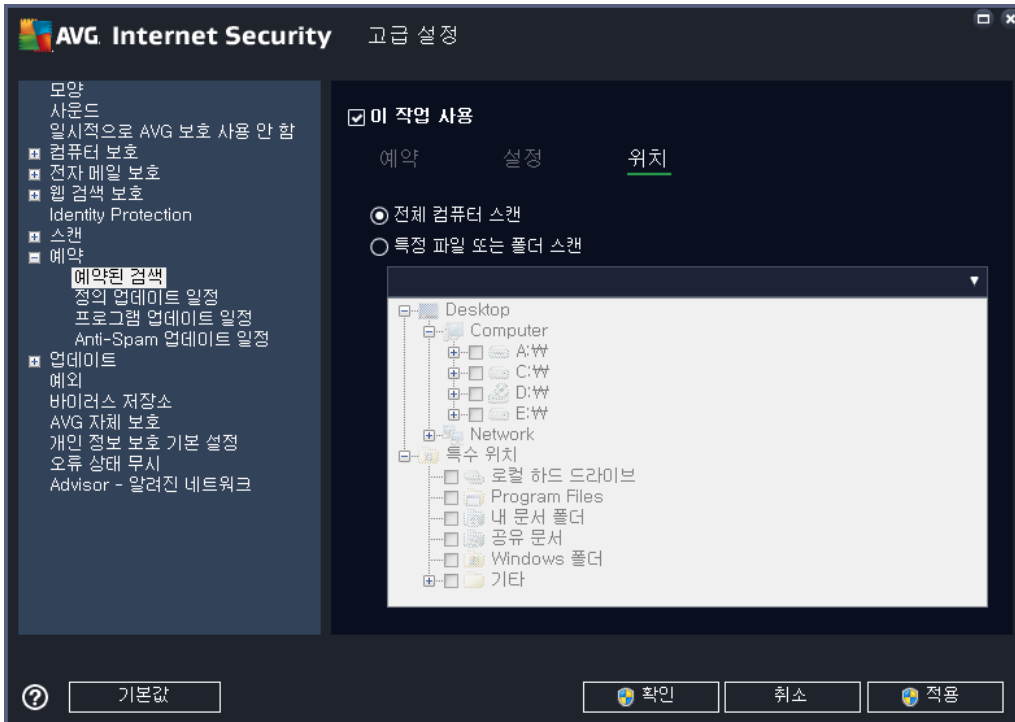 AVG Internet Security 고급 설정
모양
사운드
일시적으로 AVG 보호 사용 안 함
컴퓨터 보호
전자 메일 보호
웹 검색 보호
Identity Protection
스캔
예약
예약된 검색
정의 업데이트 일정
프로그램 업데이트 일정
Anti-Spam 업데이트 일정
업데이트
예외
바이러스 저장소
AVG 자체 보호
개인 정보 보호 기본 설정
오류 상태 무시
Advisor - 알려진 네트워크
이 작업 사용
예약 설정 위치
전체 컴퓨터 스캔
특정 파일 또는 폴더 스캔
Desktop
Computer
A:₩
C:₩
D:₩
E:₩
Network
특수 위치
로컬 하드 드라이브
Program Files
내 문서 폴더
공유 문서
Windows 폴더
기타
기본값 확인 취소 적용